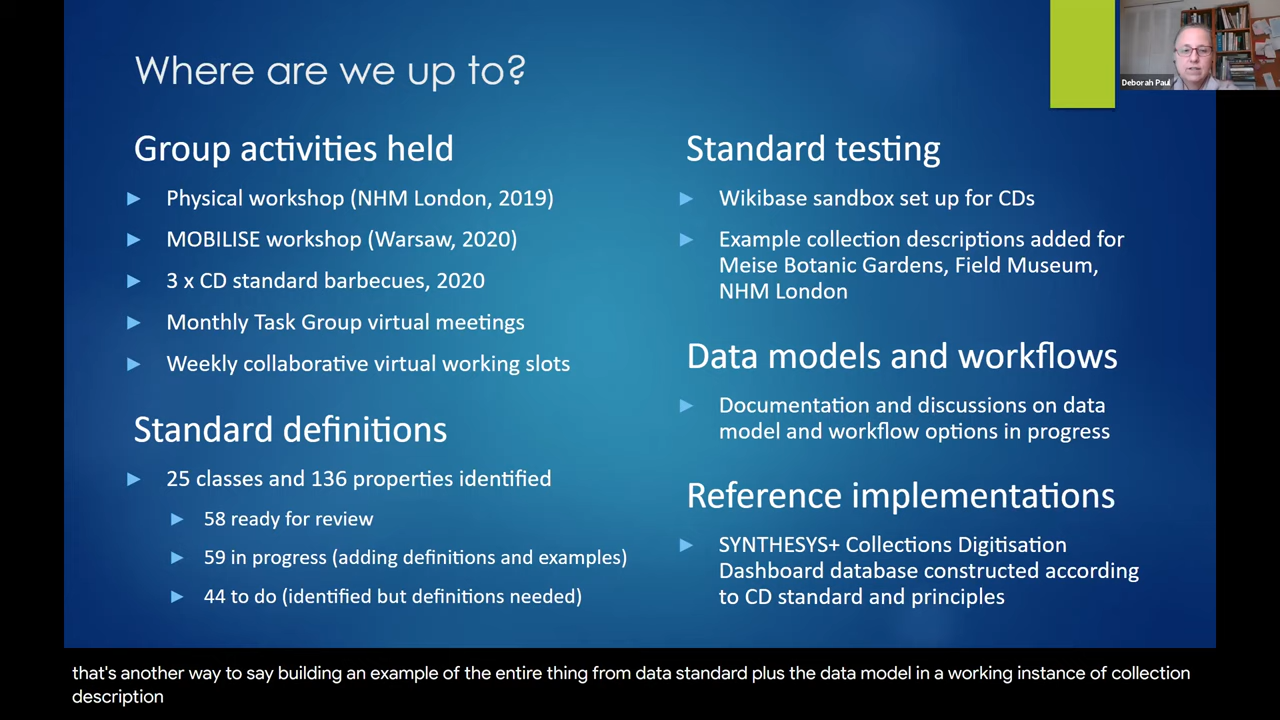 Where are we up to?
Group activities held
Physical workshop (NHM London, 2019)
MOBILISE workshop (Warsaw, 2020)
3 x CD standard barbecues, 2020
Monthly Task Group virtual meetings
Weekly collaborative virtual working slots
Standard definitions
25 classes and 136 properties identified
58 ready for review
59 in progress (adding definitions and examples)
44 to do (identified but definitions needed)
Standard testing
Wikibase sandbox set up for CDs
Example collection descriptions added for
Meise Botanic Gardens, Field Museum,
NHM London
Data models and workflows
Documentation and discussions on data
model and workflow options in progress
Reference implementations
SYNTHESYS+ Collections Digitisation
Dashboard database constructed according
to CD standard and principles
Deborah Paul
that's another way to say building an example of the entire thing from data standard plus the data model in a working instance of collection
description